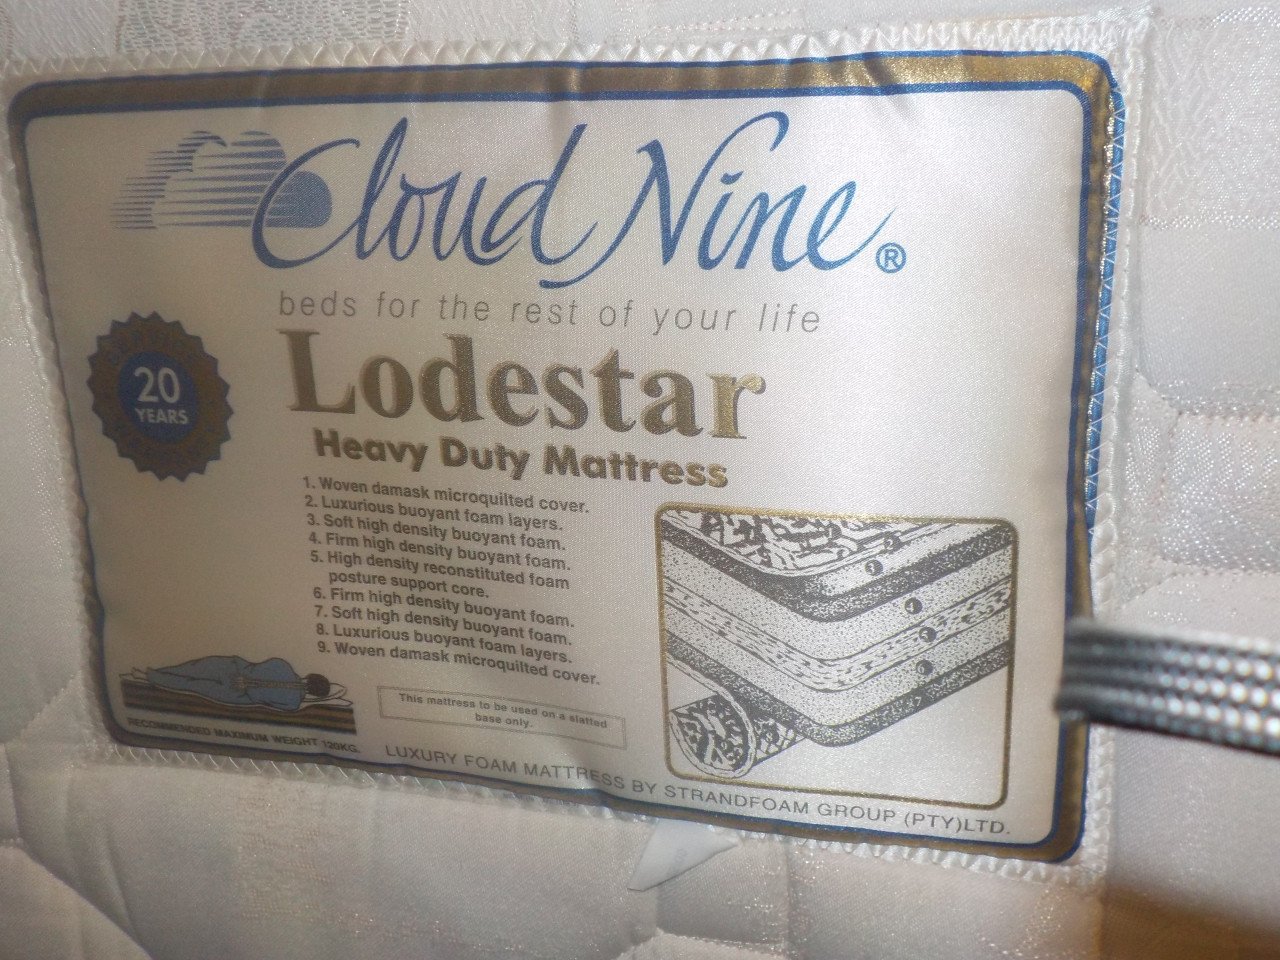 Cloud Nine®
beds for the rest of your life
20
YEARS
Lodestar
Heavy Duty Mattress
1. Woven damask microquilted cover.
2. Luxurious buoyant foam layers.
3. Soft high density buoyant foam.
4. Firm high density buoyant foam.
5. High density reconstituted foam
posture support core.
6. Firm high density buoyant foam.
7. Soft high density buoyant foam.
8. Luxurious buoyant foam layers.
9. Woven damask microquilted cover.
This mattress to be used on a slatted
base only.
RECOMMENDED MAXIMUM WEIGHT 120KG.
LUXURY FOAM MATTRESS BY STRANDFOAM GROUP (PTY)LTD.